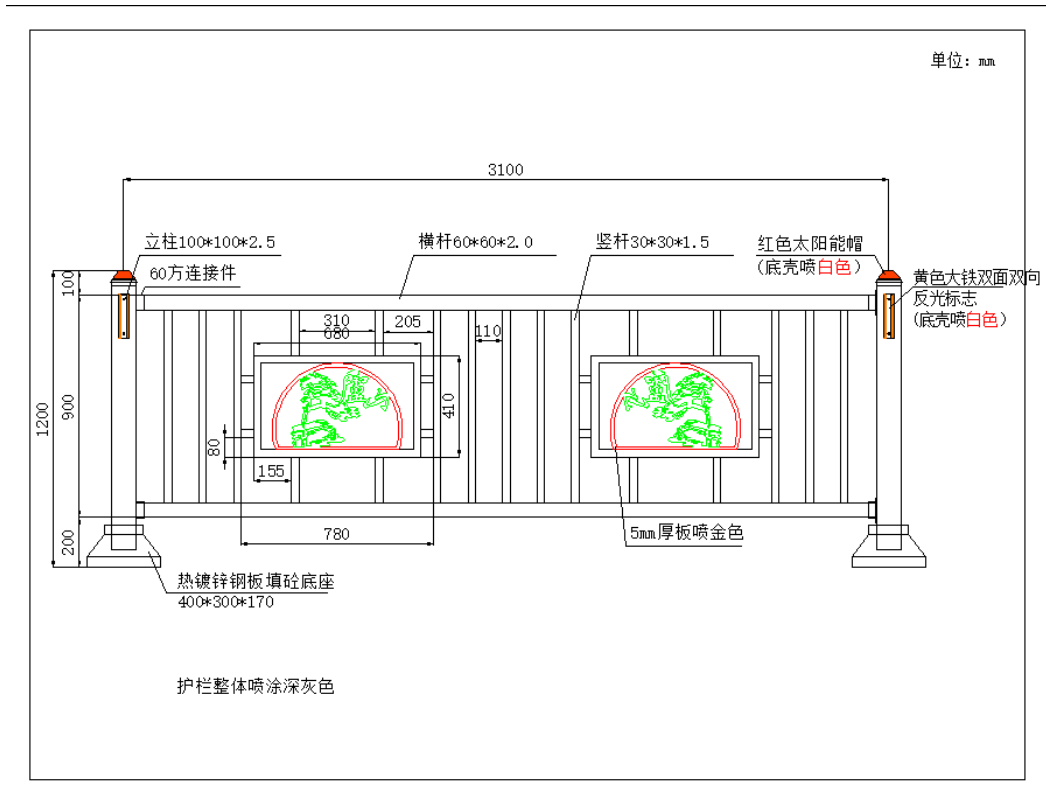 单位：mm
3100
立柱100*100*2.5
横杆60*60*2.0
竖杆30*30*1.5
红色太阳能帽
(底壳喷白色)
60方连接件
黄色大铁双面双向
反光标志
(底壳喷白色)
100
310
205
680
110
1200
900
410
80
155
200
780
5mm厚板喷金色
热镀锌钢板填砼底座
400*300*170
护栏整体喷涂深灰色